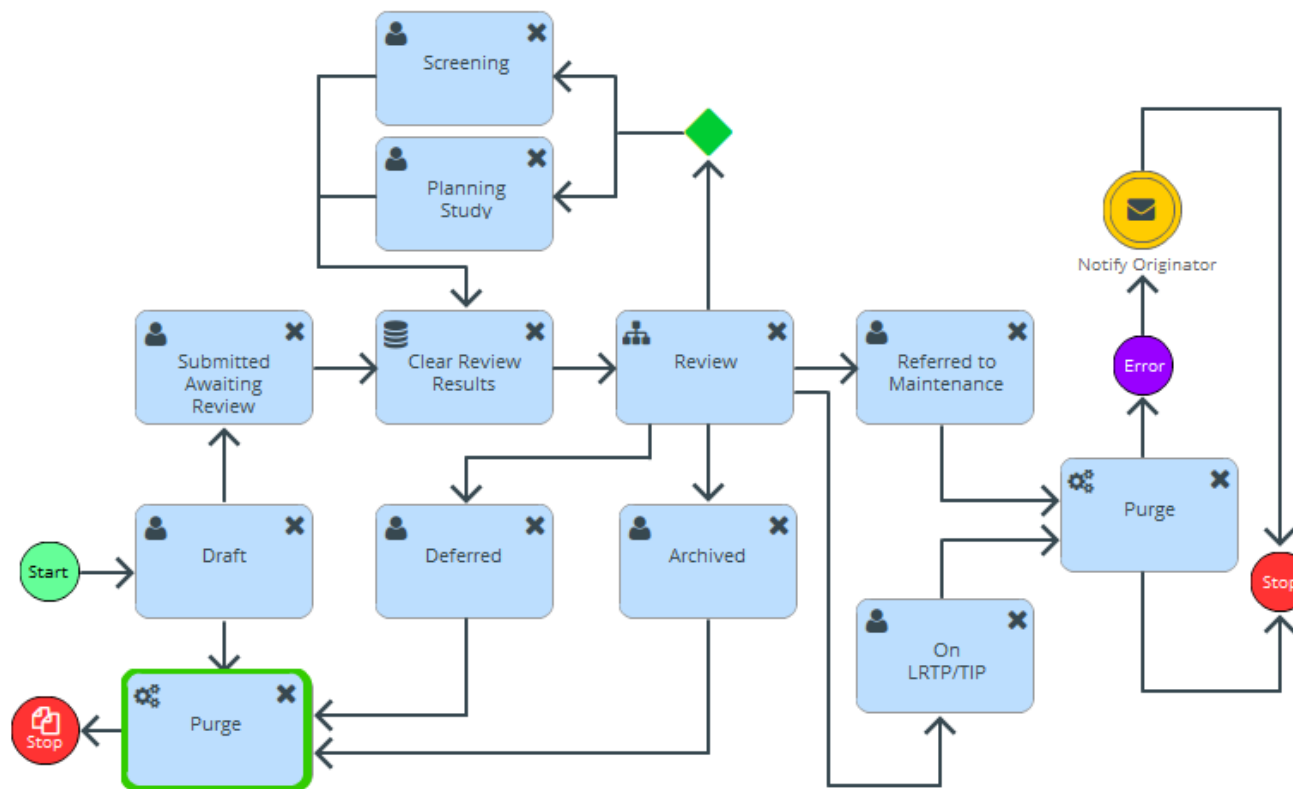 Screening
Planning
Study
Notify Originator
Submitted
Awaiting
Review
Clear Review
Results
Review
Referred to
Maintenance
Error
Purge
Start
Draft
Deferred
Archived
Stop
On
LRTP/TIP
Purge
Stop